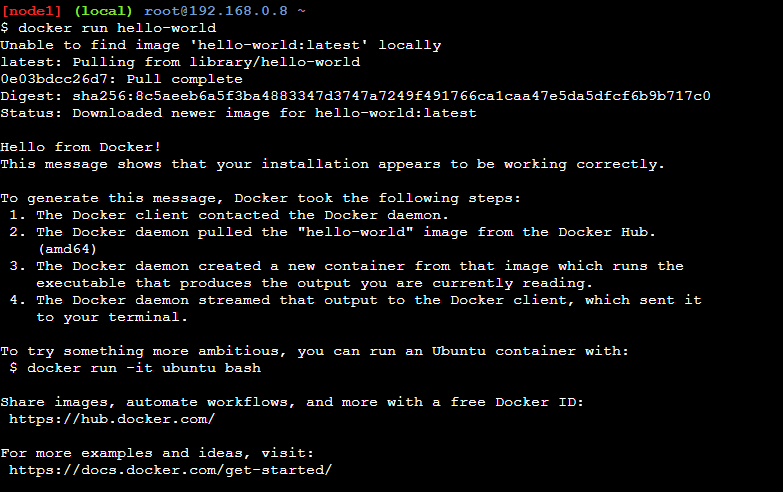 [node1] (local) root@192.168.0.8 ~
$ docker run hello-world
Unable to find image 'hello-world:latest' locally
latest: Pulling from library/hello-world
0e03bdcc26d7: Pull complete
Digest: sha256:8c5aeeb6a5f3ba4883347d3747a7249f491766ca1caa47e5da5dfcf6b9b717c0
Status: Downloaded newer image for hello-world:latest

Hello from Docker!
This message shows that your installation appears to be working correctly.

To generate this message, Docker took the following steps:
 1. The Docker client contacted the Docker daemon.
 2. The Docker daemon pulled the "hello-world" image from the Docker Hub.
    (amd64)
 3. The Docker daemon created a new container from that image which runs the
    executable that produces the output you are currently reading.
 4. The Docker daemon streamed that output to the Docker client, which sent it
    to your terminal.

To try something more ambitious, you can run an Ubuntu container with:
 $ docker run -it ubuntu bash

Share images, automate workflows, and more with a free Docker ID:
 https://hub.docker.com/

For more examples and ideas, visit:
 https://docs.docker.com/get-started/